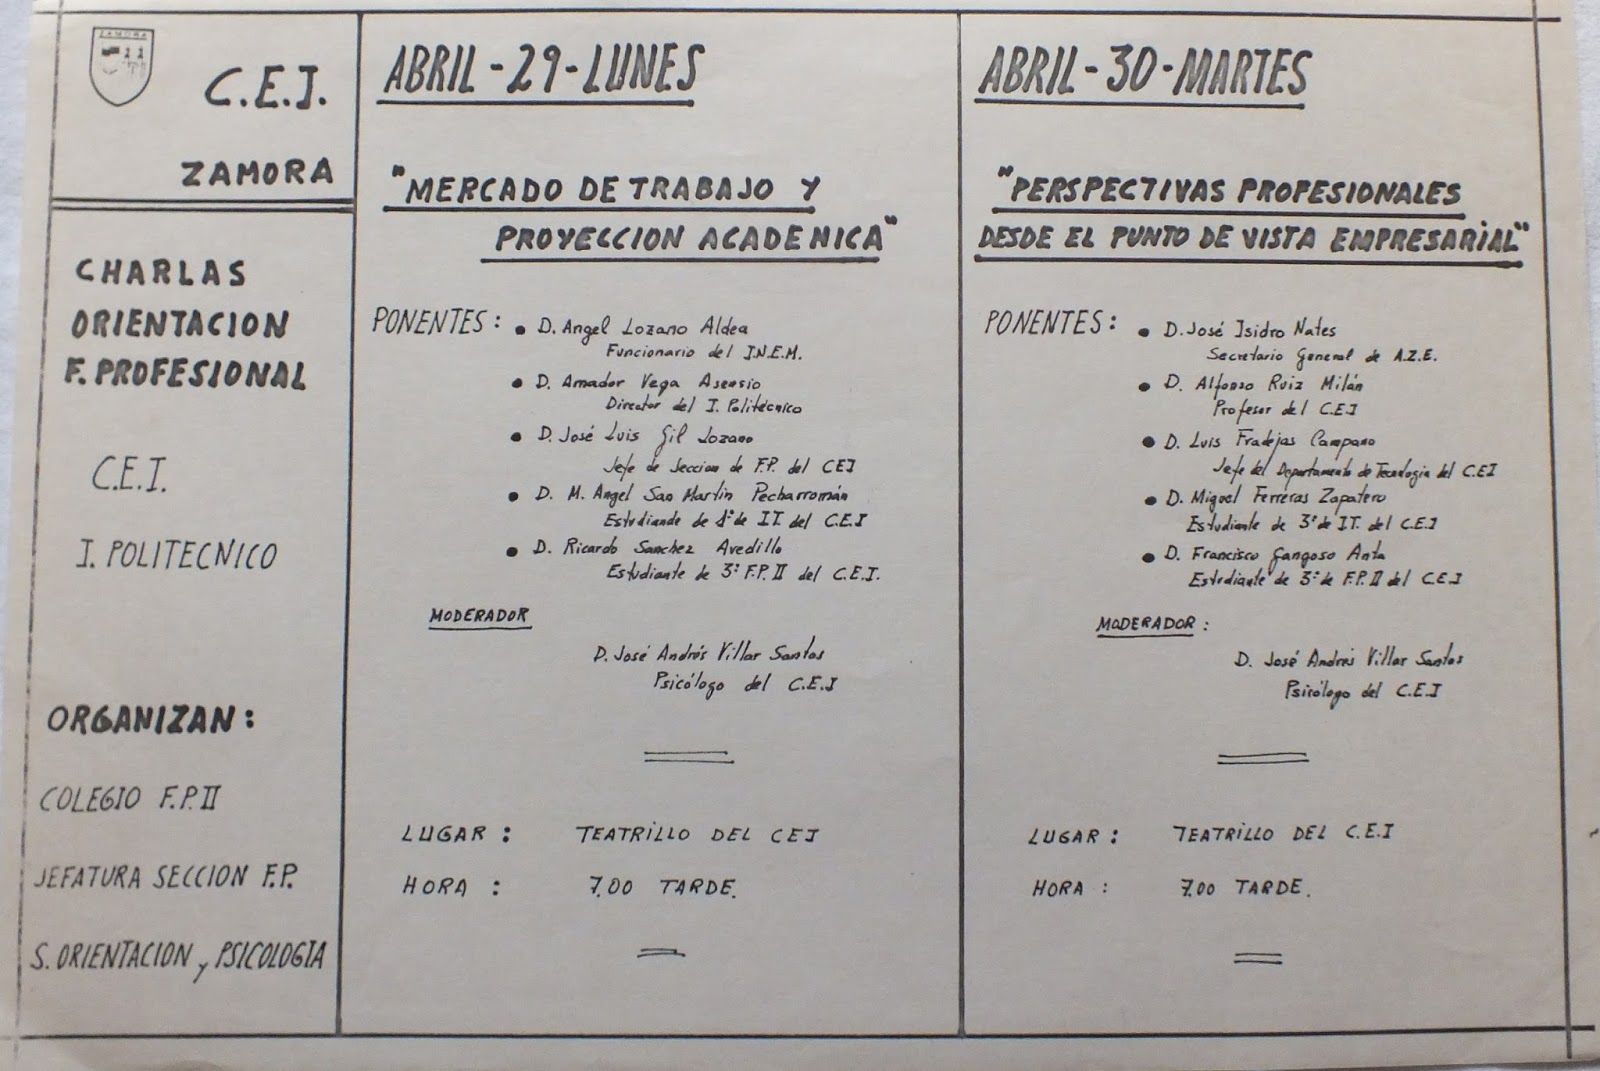 ZAMORA
C.E.I.
ZAMORA
CHARLAS
ORIENTACION
F. PROFESIONAL
C.E.I.
I. POLITECNICO
ORGANIZAN:
COLEGIO F.P.II
JEFATURA SECCION F.P.
S. ORIENTACION y PSICOLOGIA
ABRIL-29-LUNES
"MERCADO DE TRABAJO Y
PROYECCION ACADENICA"
PONENTES: • D. Angel Lozano Aldea
Funcionario del I.N.E.M.
• D. Amador Vega Asensio
Director del I. Politécnico
• D. José Luis Gil Lozano
Jefe de Seccion de F.P. del CEI
• D. M. Angel San Martin Pecharromán
Estudiande de 1º de I.T. del C.E.I
• D. Ricardo Sanchez Avedillo
Estudiante de 3º F.P.II del C.E.I.
MODERADOR
D. José Andrés Villar Santos
Psicólogo del C.E.I
LUGAR: TEATRILLO DEL CEI
HORA: 7.00 TARDE.
ABRIL-30-MARTES
"PERSPECTIVAS PROFESIONALES
DESDE EL PUNTO DE VISTA EMPRESARIAL"
PONENTES: • D. José Isidro Nates
Secretario General de A.Z.E.
• D. Alfonso Ruiz Milán
Profesor del C.E.I
• D. Luis Fradejas Campano
Jefe del Departamento de Tecnologia del C.E.I
• D. Miguel Ferreras Zapatero
Estudiante de 3º de I.T. del C.E.I
• D. Francisco Gangoso Anta
Estudiante de 3º de F.P.II del C.E.I
MODERADOR:
D. José Andrés Villar Santos
Psicólogo del C.E.I
LUGAR: TEATRILLO DEL C.E.I
HORA: 7.00 TARDE.